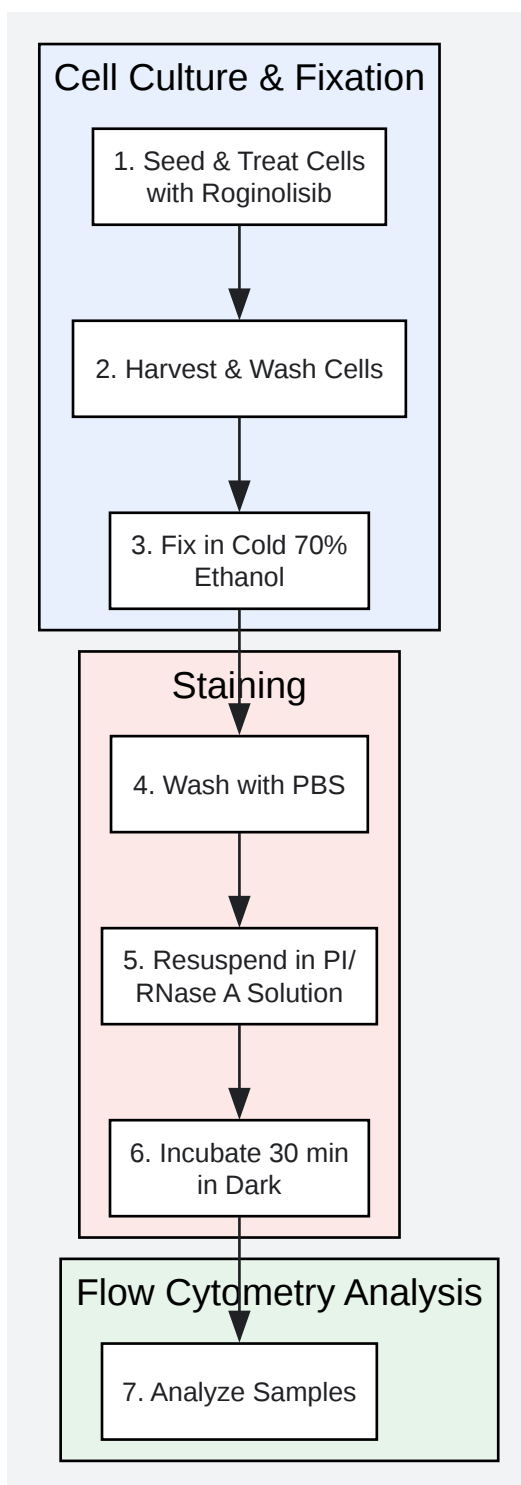 Cell Culture & Fixation
1. Seed & Treat Cells
with Roginolisib
2. Harvest & Wash Cells
3. Fix in Cold 70%
Ethanol
Staining
4. Wash with PBS
5. Resuspend in PI/
RNase A Solution
6. Incubate 30 min
in Dark
Flow Cytometry Analysis
7. Analyze Samples